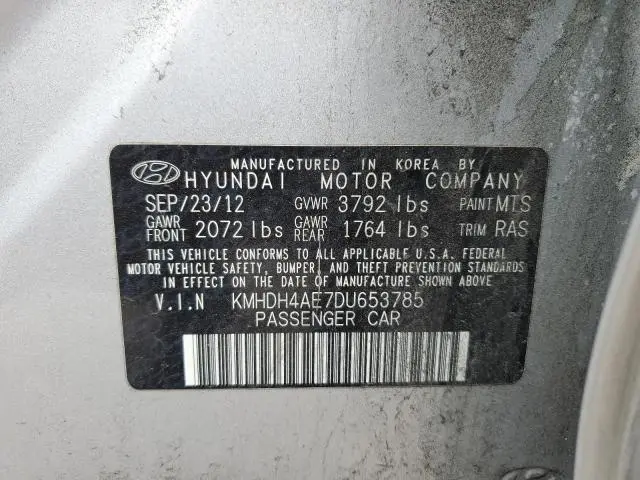 MANUFACTURED IN KOREA BY
HYUNDAI MOTOR COMPANY
SEP/23/12 GVWR 3792 lbs PAINT MTS
GAWR FRONT 2072 lbs GAWR REAR 1764 lbs TRIM RAS
THIS VEHICLE CONFORMS TO ALL APPLICABLE U.S.A. FEDERAL
MOTOR VEHICLE SAFETY, BUMPER, AND THEFT PREVENTION STANDARDS
IN EFFECT ON THE DATE OF MANUFACTURE SHOWN ABOVE.
V.I.N KMHDH4AE7DU653785
PASSENGER CAR